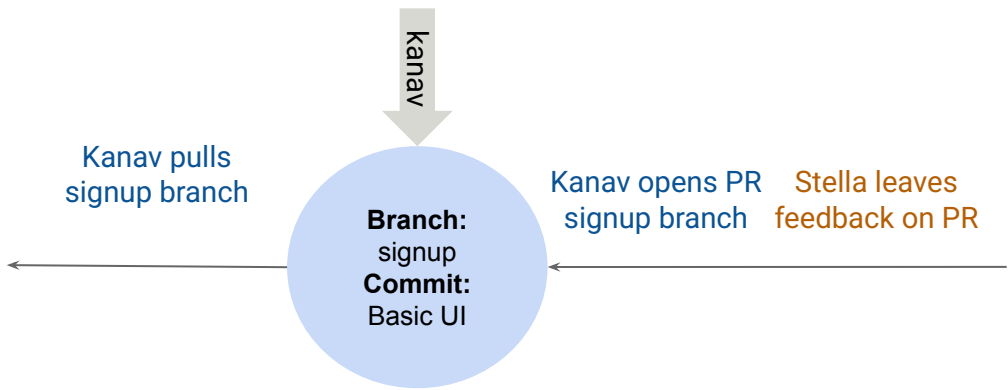 kanav
Kanav pulls
signup branch
Branch:
signup
Commit:
Basic UI
Kanav opens PR
signup branch
Stella leaves
feedback on PR